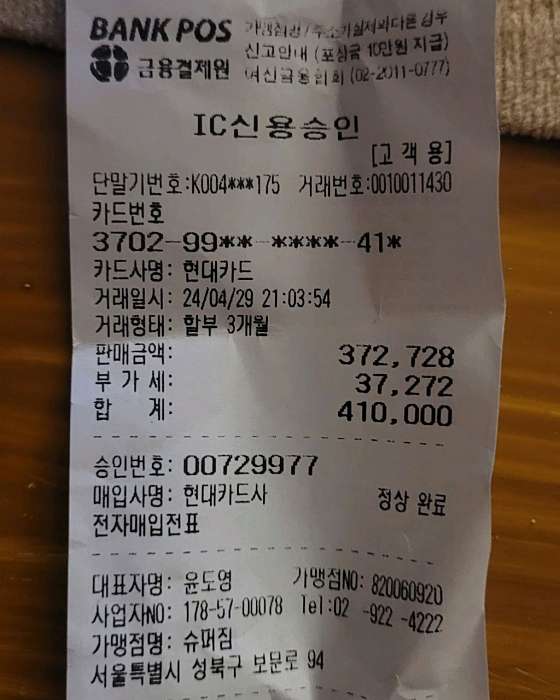 BANK POS
금융결제원
가맹점명/주소가실제와다른경우
신고안내 (포상금 10만원 지급)
여신금융협회 (02-2011-0777)
IC신용승인
[고 객 용]
단말기번호:K004***175 거래번호:0010011430
카드번호
3702-99**-****-41*
카드사명: 현대카드
거래일시: 24/04/29 21:03:54
거래형태: 할부 3개월
판매금액: 372,728
부 가 세: 37,272
합 계: 410,000
승인번호: 00729977
매입사명: 현대카드사 정상 완료
전자매입전표
대표자명: 윤도영 가맹점NO: 820060920
사업자NO: 178-57-00078 Tel:02 -922 -4222
가맹점명: 슈퍼짐
서울특별시 성북구 보문로 94